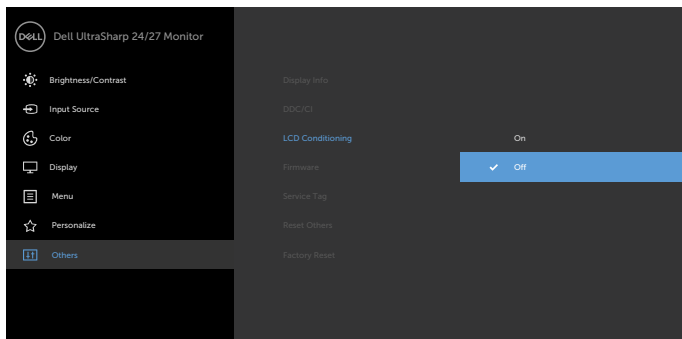 DELL Dell UltraSharp 24/27 Monitor
Brightness/Contrast
Input Source
Color
Display
Menu
Personalize
Others
Display Info
DDC/CI
LCD Conditioning
Firmware
Service Tag
Reset Others
Factory Reset
On
Off